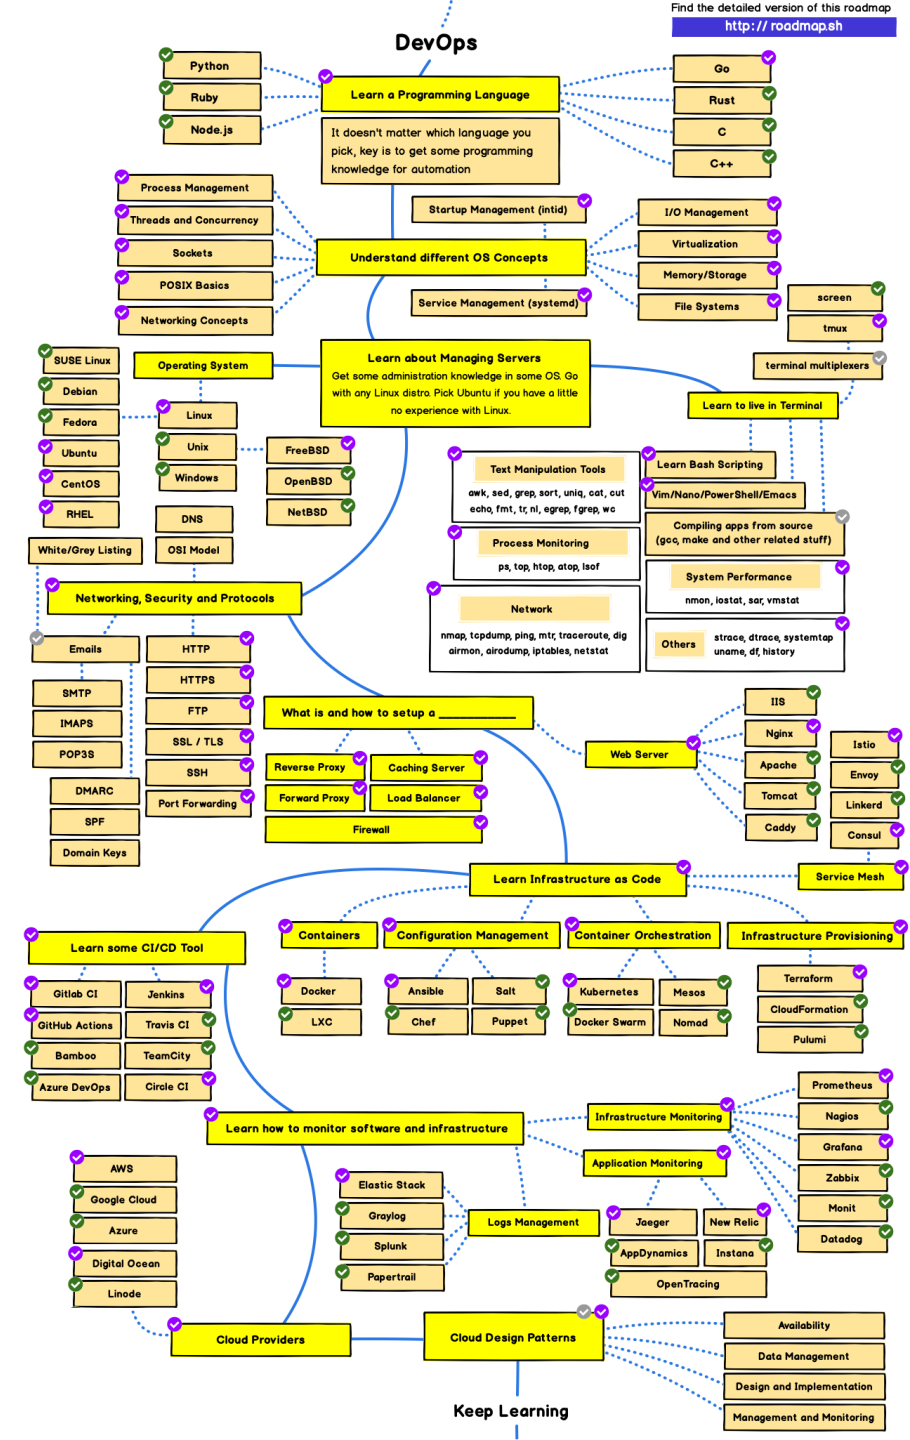 Find the detailed version of this roadmap
http:// roadmap.sh
DevOps
Python
Ruby
Node.js
Learn a Programming Language
It doesn't matter which language you
pick, key is to get some programming
knowledge for automation
Go
Rust
C
C++
Process Management
Threads and Concurrency
Sockets
POSIX Basics
Networking Concepts
Startup Management (intid)
Understand different OS Concepts
Service Management (systemd)
I/O Management
Virtualization
Memory/Storage
File Systems
screen
tmux
terminal multiplexers
Learn to live in Terminal
Learn about Managing Servers
Get some administration knowledge in some OS. Go
with any Linux distro. Pick Ubuntu if you have a little
no experience with Linux.
Operating System
SUSE Linux
Debian
Fedora
Ubuntu
CentOS
RHEL
Linux
Unix
Windows
FreeBSD
OpenBSD
NetBSD
DNS
OSI Model
White/Grey Listing
Text Manipulation Tools
awk, sed, grep, sort, uniq, cat, cut
echo, fmt, tr, nl, egrep, fgrep, wc
Process Monitoring
ps, top, htop, atop, lsof
Network
nmap, tcpdump, ping, mtr, traceroute, dig
airmon, airodump, iptables, netstat
Learn Bash Scripting
Vim/Nano/PowerShell/Emacs
Compiling apps from source
(gcc, make and other related stuff)
System Performance
nmon, iostat, sar, vmstat
Others
strace, dtrace, systemtap
uname, df, history
Networking, Security and Protocols
Emails
SMTP
IMAPS
POP3S
DMARC
SPF
Domain Keys
HTTP
HTTPS
FTP
SSL / TLS
SSH
Port Forwarding
What is and how to setup a ____________
Reverse Proxy
Caching Server
Forward Proxy
Load Balancer
Firewall
Web Server
IIS
Nginx
Apache
Tomcat
Caddy
Istio
Envoy
Linkerd
Consul
Service Mesh
Learn Infrastructure as Code
Containers
Docker
LXC
Configuration Management
Ansible
Salt
Chef
Puppet
Container Orchestration
Kubernetes
Mesos
Docker Swarm
Nomad
Infrastructure Provisioning
Terraform
CloudFormation
Pulumi
Learn some CI/CD Tool
Gitlab CI
Jenkins
GitHub Actions
Travis CI
Bamboo
TeamCity
Azure DevOps
Circle CI
Learn how to monitor software and infrastructure
Infrastructure Monitoring
Prometheus
Nagios
Grafana
Zabbix
Monit
Datadog
Application Monitoring
Jaeger
New Relic
AppDynamics
Instana
OpenTracing
Logs Management
Elastic Stack
Graylog
Splunk
Papertrail
AWS
Google Cloud
Azure
Digital Ocean
Linode
Cloud Providers
Cloud Design Patterns
Availability
Data Management
Design and Implementation
Management and Monitoring
Keep Learning